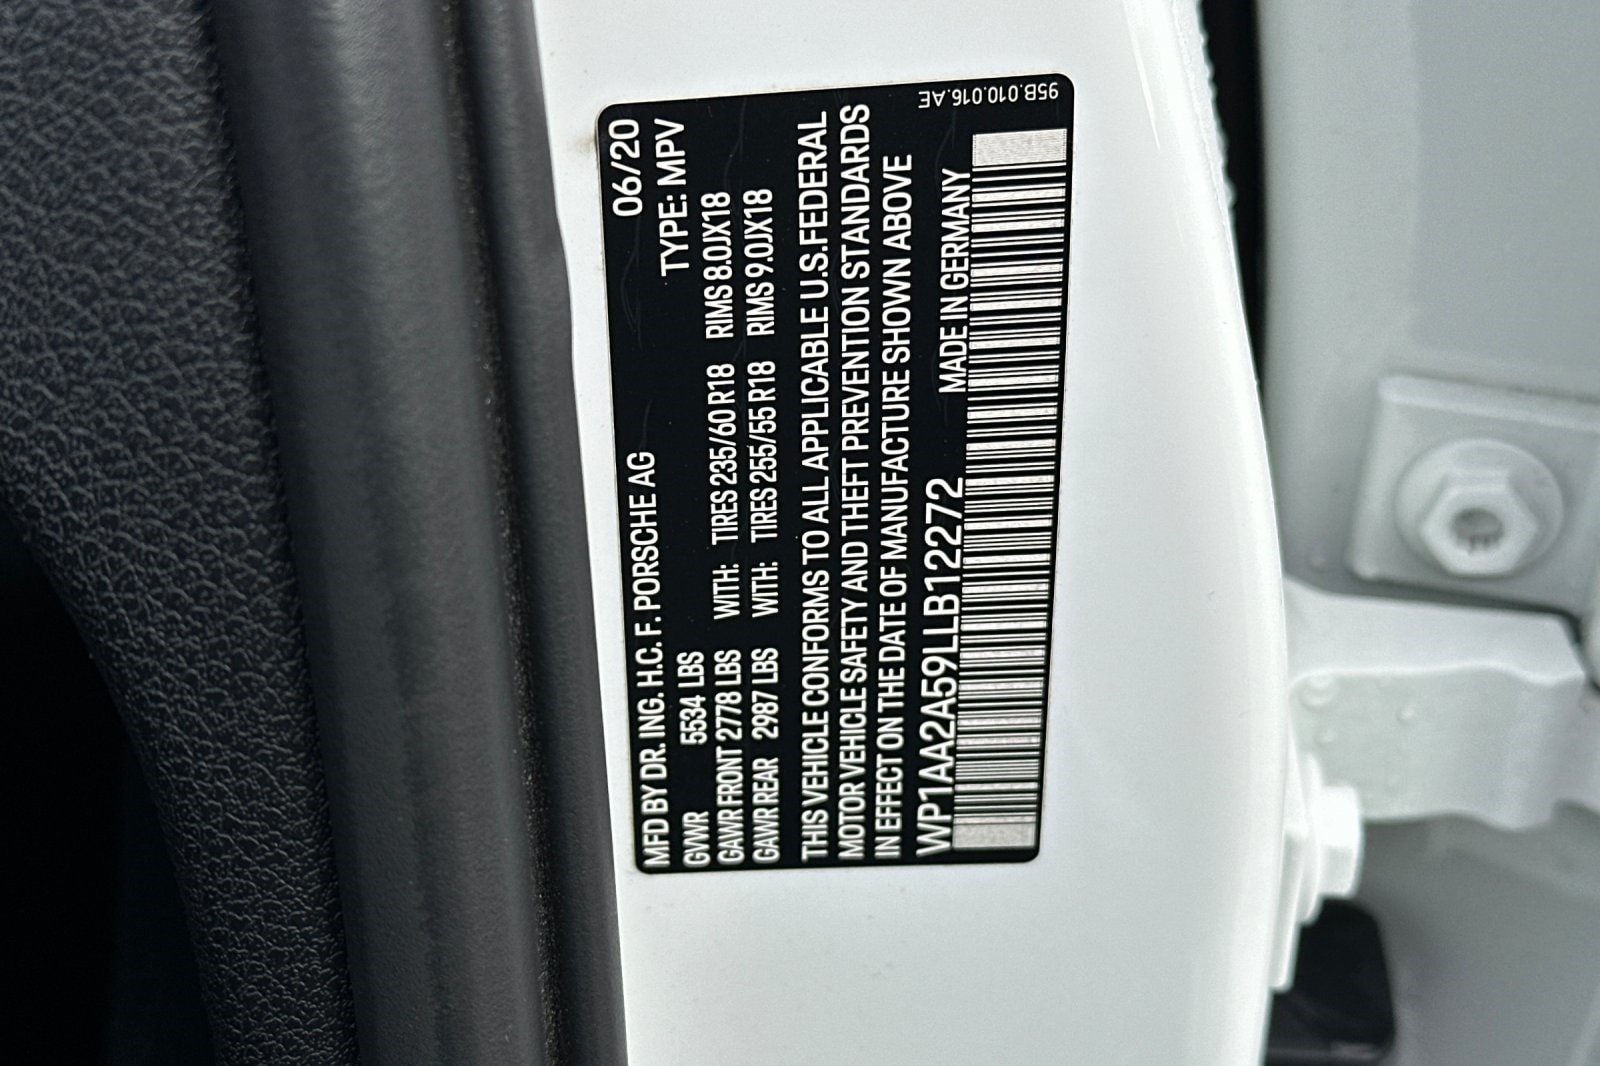 MFD BY DR. ING. H.C. F. PORSCHE AG 06/20
GVWR 5534 LBS TYPE: MPV
GAWR FRONT 2778 LBS WITH: TIRES 235/60 R18 RIMS 8.0JX18
GAWR REAR 2987 LBS WITH: TIRES 255/55 R18 RIMS 9.0JX18
THIS VEHICLE CONFORMS TO ALL APPLICABLE U.S.FEDERAL
MOTOR VEHICLE SAFETY AND THEFT PREVENTION STANDARDS
IN EFFECT ON THE DATE OF MANUFACTURE SHOWN ABOVE
WP1AA2A59LLB12272 MADE IN GERMANY
95B.010.016.AE